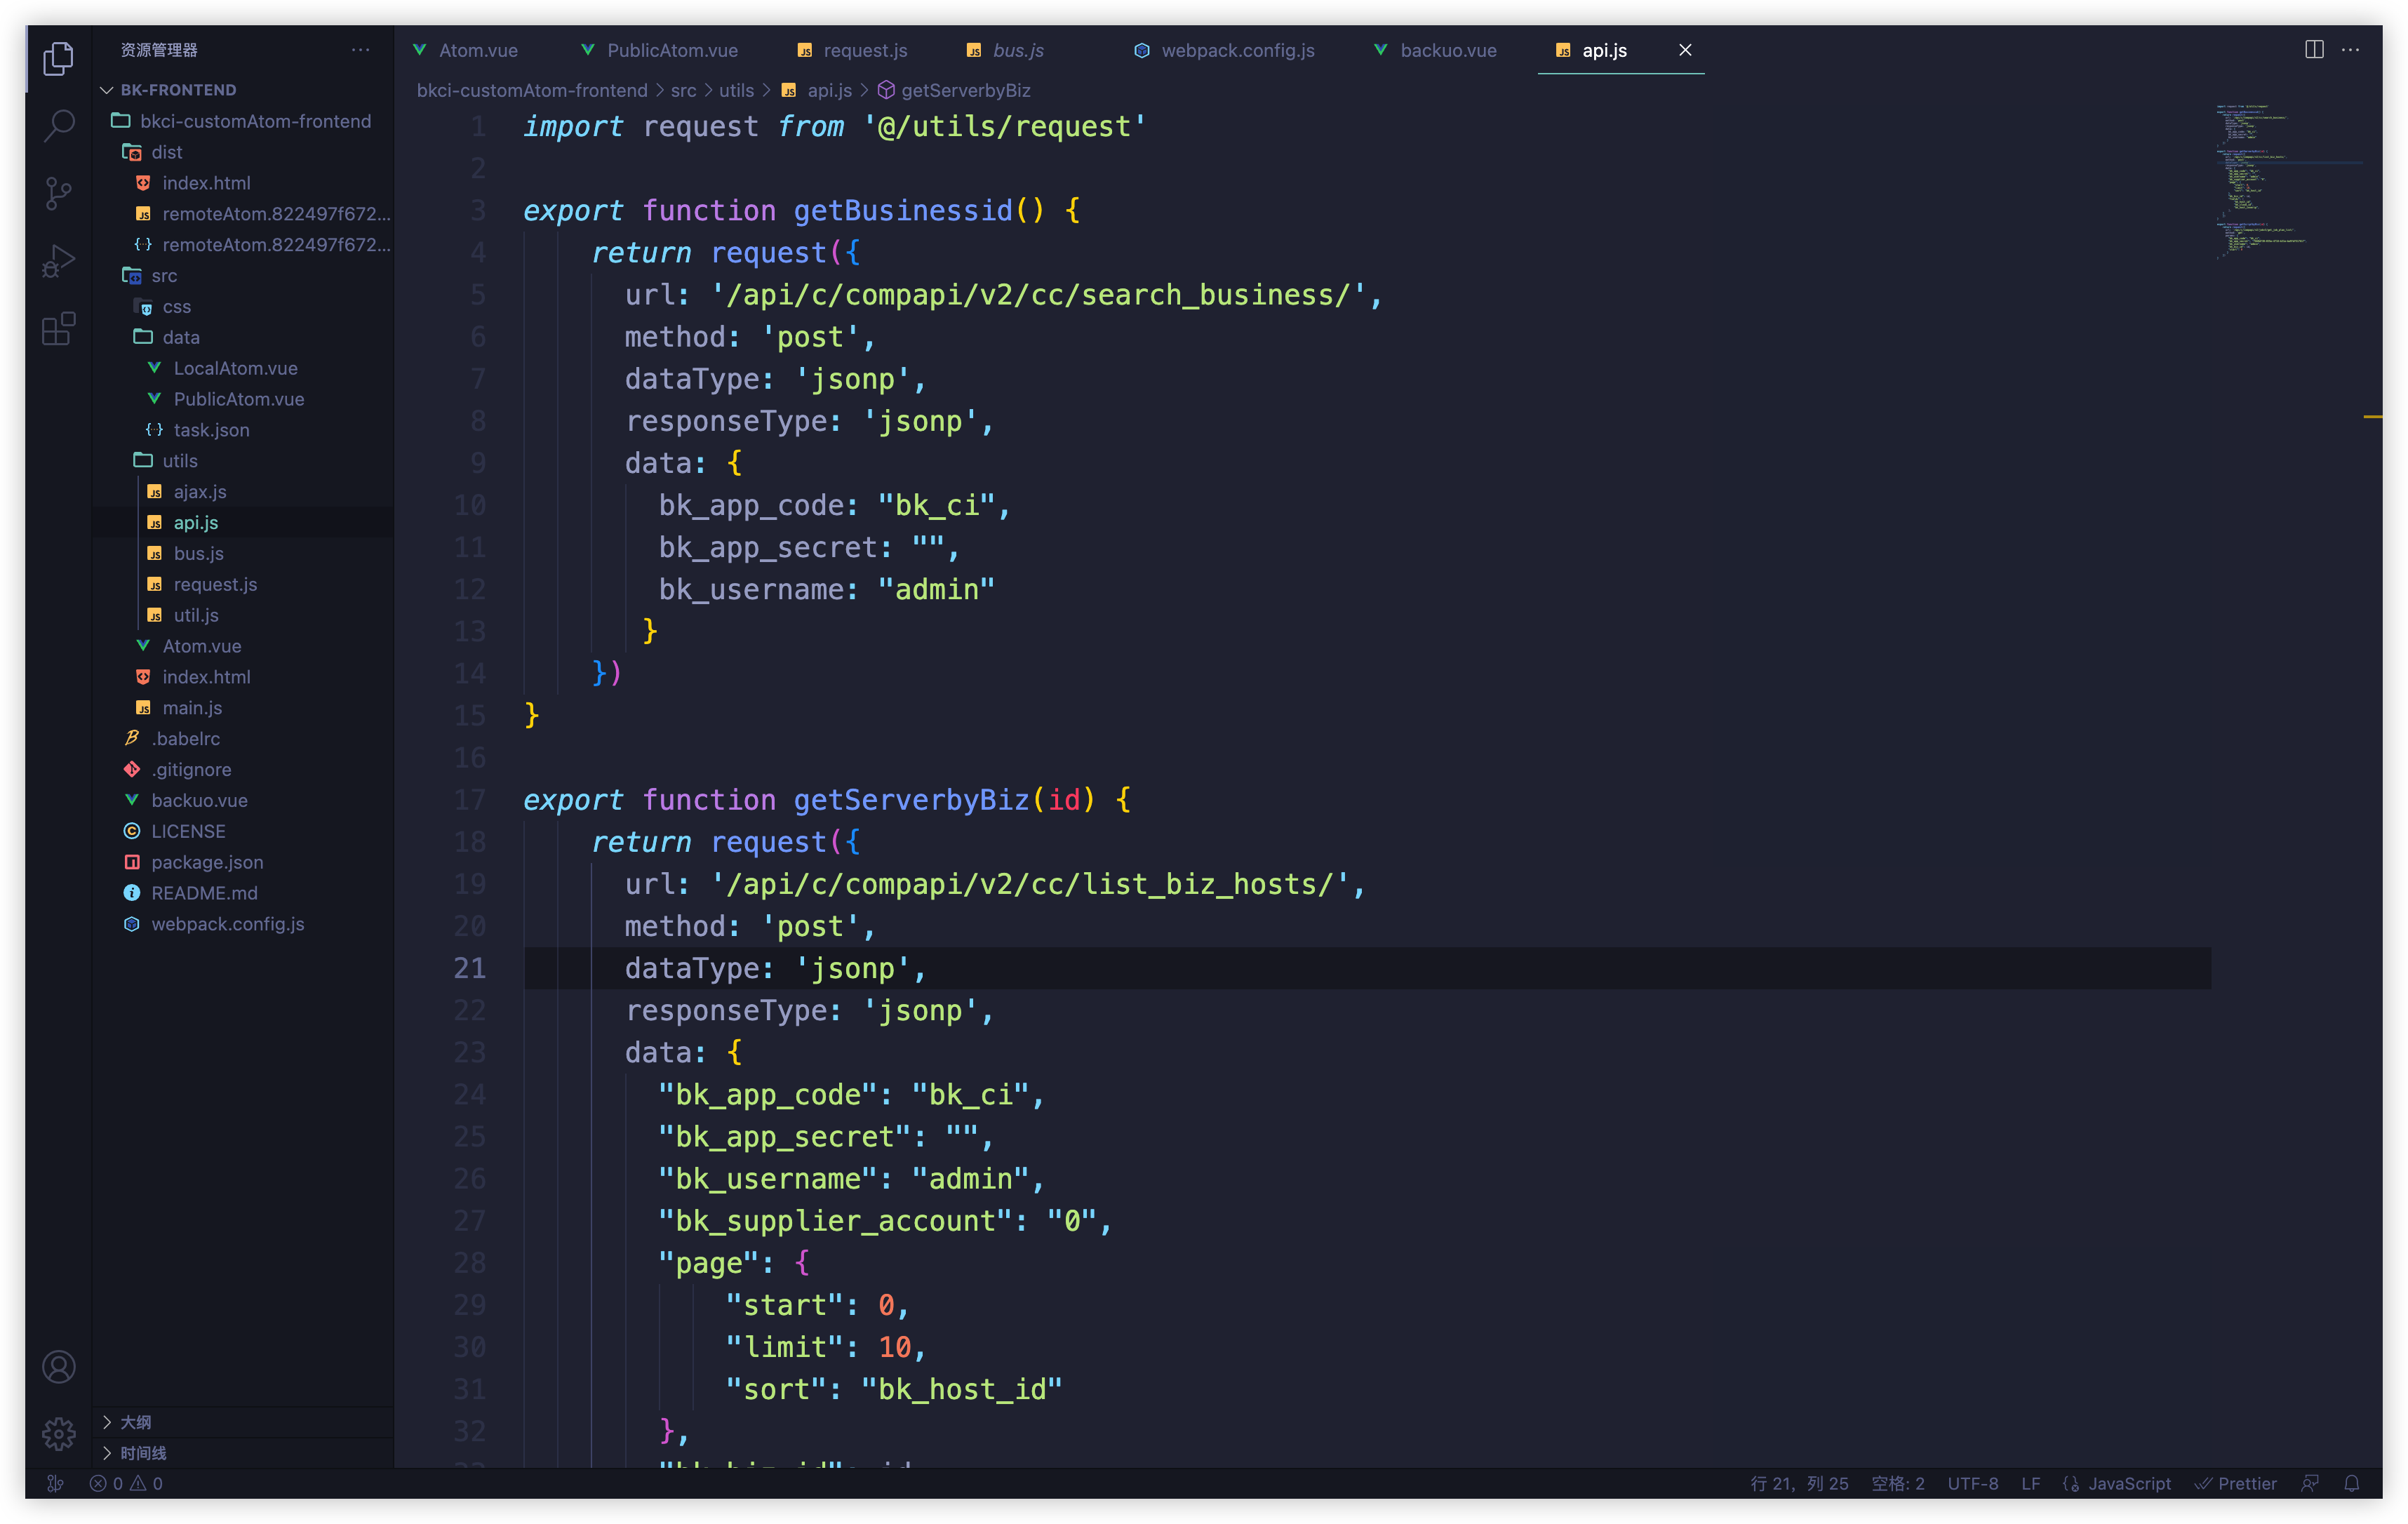 资源管理器
BK-FRONTEND
bkci-customAtom-frontend
dist
index.html
remoteAtom.822497f672...
remoteAtom.822497f672...
src
css
data
LocalAtom.vue
PublicAtom.vue
task.json
utils
ajax.js
api.js
bus.js
request.js
util.js
Atom.vue
index.html
main.js
.babelrc
.gitignore
backuo.vue
LICENSE
package.json
README.md
webpack.config.js
大纲
时间线
Atom.vue PublicAtom.vue request.js bus.js webpack.config.js backuo.vue api.js
bkci-customAtom-frontend > src > utils > api.js > getServerbyBiz
1 import request from '@/utils/request'
2
3 export function getBusinessid() {
4 return request({
5 url: '/api/c/compapi/v2/cc/search_business/',
6 method: 'post',
7 dataType: 'jsonp',
8 responseType: 'jsonp',
9 data: {
10 bk_app_code: "bk_ci",
11 bk_app_secret: "",
12 bk_username: "admin"
13 }
14 })
15 }
16
17 export function getServerbyBiz(id) {
18 return request({
19 url: '/api/c/compapi/v2/cc/list_biz_hosts/',
20 method: 'post',
21 dataType: 'jsonp',
22 responseType: 'jsonp',
23 data: {
24 "bk_app_code": "bk_ci",
25 "bk_app_secret": "",
26 "bk_username": "admin",
27 "bk_supplier_account": "0",
28 "page": {
29 "start": 0,
30 "limit": 10,
31 "sort": "bk_host_id"
32 },
0 0 行 21, 列 25 空格: 2 UTF-8 LF JavaScript Prettier